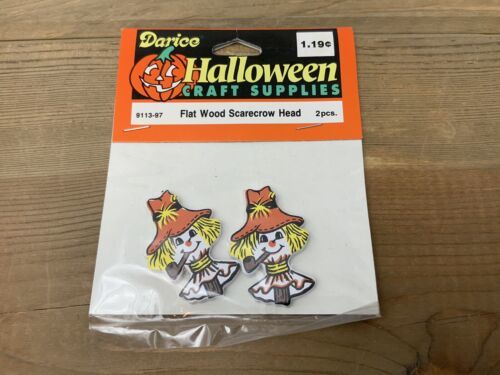 Darice
1.19¢
Halloween
CRAFT SUPPLIES
9113-97 Flat Wood Scarecrow Head 2pcs.